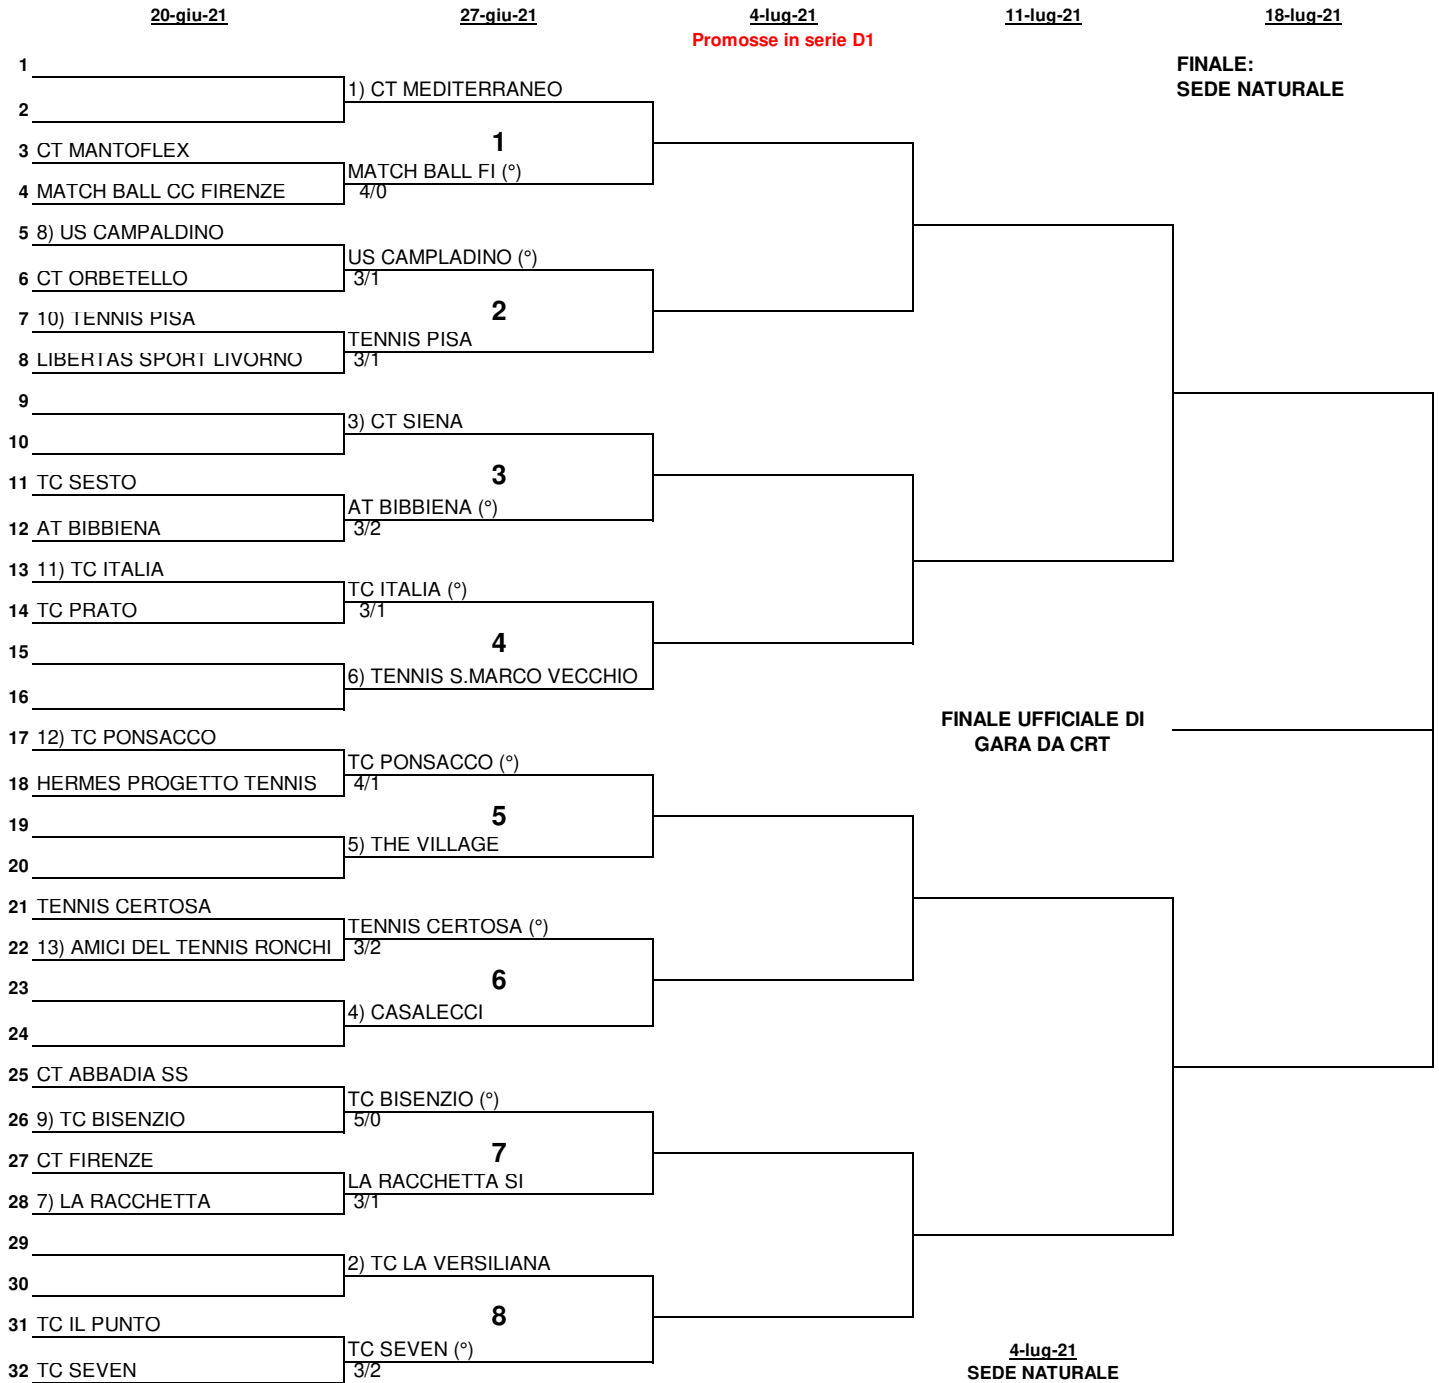 20-giu-21 27-giu-21 4-lug-21 11-lug-21 18-lug-21
Promosse in serie D1
1 FINALE:
1) CT MEDITERRANEO SEDE NATURALE
2
1
3 CT MANTOFLEX
MATCH BALL FI (°)
4 MATCH BALL CC FIRENZE 4/0
5 8) US CAMPALDINO
US CAMPLADINO (°)
6 CT ORBETELLO 3/1
2
7 10) TENNIS PISA
TENNIS PISA
8 LIBERTAS SPORT LIVORNO 3/1
9
3) CT SIENA
10
3
11 TC SESTO
AT BIBBIENA (°)
12 AT BIBBIENA 3/2
13 11) TC ITALIA
TC ITALIA (°)
14 TC PRATO 3/1
4
15
6) TENNIS S.MARCO VECCHIO
16
FINALE UFFICIALE DI
17 12) TC PONSACCO
GARA DA CRT
TC PONSACCO (°)
18 HERMES PROGETTO TENNIS 4/1
5
19
5) THE VILLAGE
20
21 TENNIS CERTOSA
TENNIS CERTOSA (°)
22 13) AMICI DEL TENNIS RONCHI 3/2
6
23
4) CASALECCI
24
25 CT ABBADIA SS
TC BISENZIO (°)
26 9) TC BISENZIO 5/0
7
27 CT FIRENZE
LA RACCHETTA SI
28 7) LA RACCHETTA 3/1
29
2) TC LA VERSILIANA
30
8
31 TC IL PUNTO
TC SEVEN (°) 4-lug-21
32 TC SEVEN 3/2 SEDE NATURALE